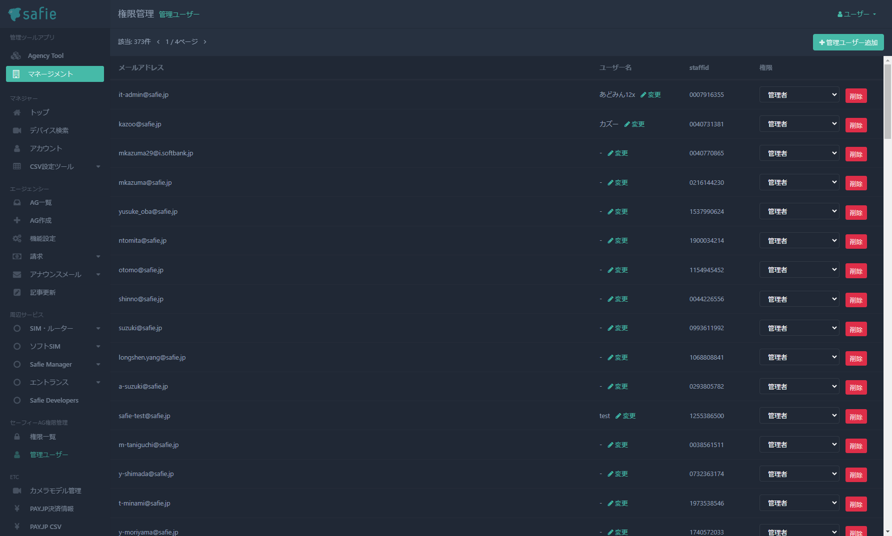 safie
権限管理 管理ユーザー
ユーザー
管理ツールアプリ
Agency Tool
マネージメント
マネジャー
トップ
デバイス検索
アカウント
CSV設定ツール
エージェンシー
AG一覧
AG作成
機能設定
請求
アナウンスメール
記事更新
周辺サービス
SIM・ルーター
ソフトSIM
Safie Manager
エントランス
Safie Developers
セーフィーAG権限管理
権限一覧
管理ユーザー
ETC
カメラモデル管理
PAY.JP決済情報
PAY.JP CSV
該当: 373件 < 1 / 4ページ >
+管理ユーザー追加
メールアドレス ユーザー名 staffid 権限
it-admin@safie.jp あどみん12x 変更 0007916355 管理者 削除
kazoo@safie.jp カズー 変更 0040731381 管理者 削除
mkazuma29@i.softbank.jp - 変更 0040770865 管理者 削除
mkazuma@safie.jp - 変更 0216144230 管理者 削除
yusuke_oba@safie.jp - 変更 1537990624 管理者 削除
ntomita@safie.jp - 変更 1900034214 管理者 削除
otomo@safie.jp - 変更 1154945452 管理者 削除
shinno@safie.jp - 変更 0044226556 管理者 削除
suzuki@safie.jp - 変更 0993611992 管理者 削除
longshen.yang@safie.jp - 変更 1068808841 管理者 削除
a-suzuki@safie.jp - 変更 0293805782 管理者 削除
safie-test@safie.jp test 変更 1255386500 管理者 削除
m-taniguchi@safie.jp - 変更 0038561511 管理者 削除
y-shimada@safie.jp - 変更 0732363174 管理者 削除
t-minami@safie.jp - 変更 1973538546 管理者 削除
y-moriyama@safie.jp - 変更 1740572033 管理者 削除